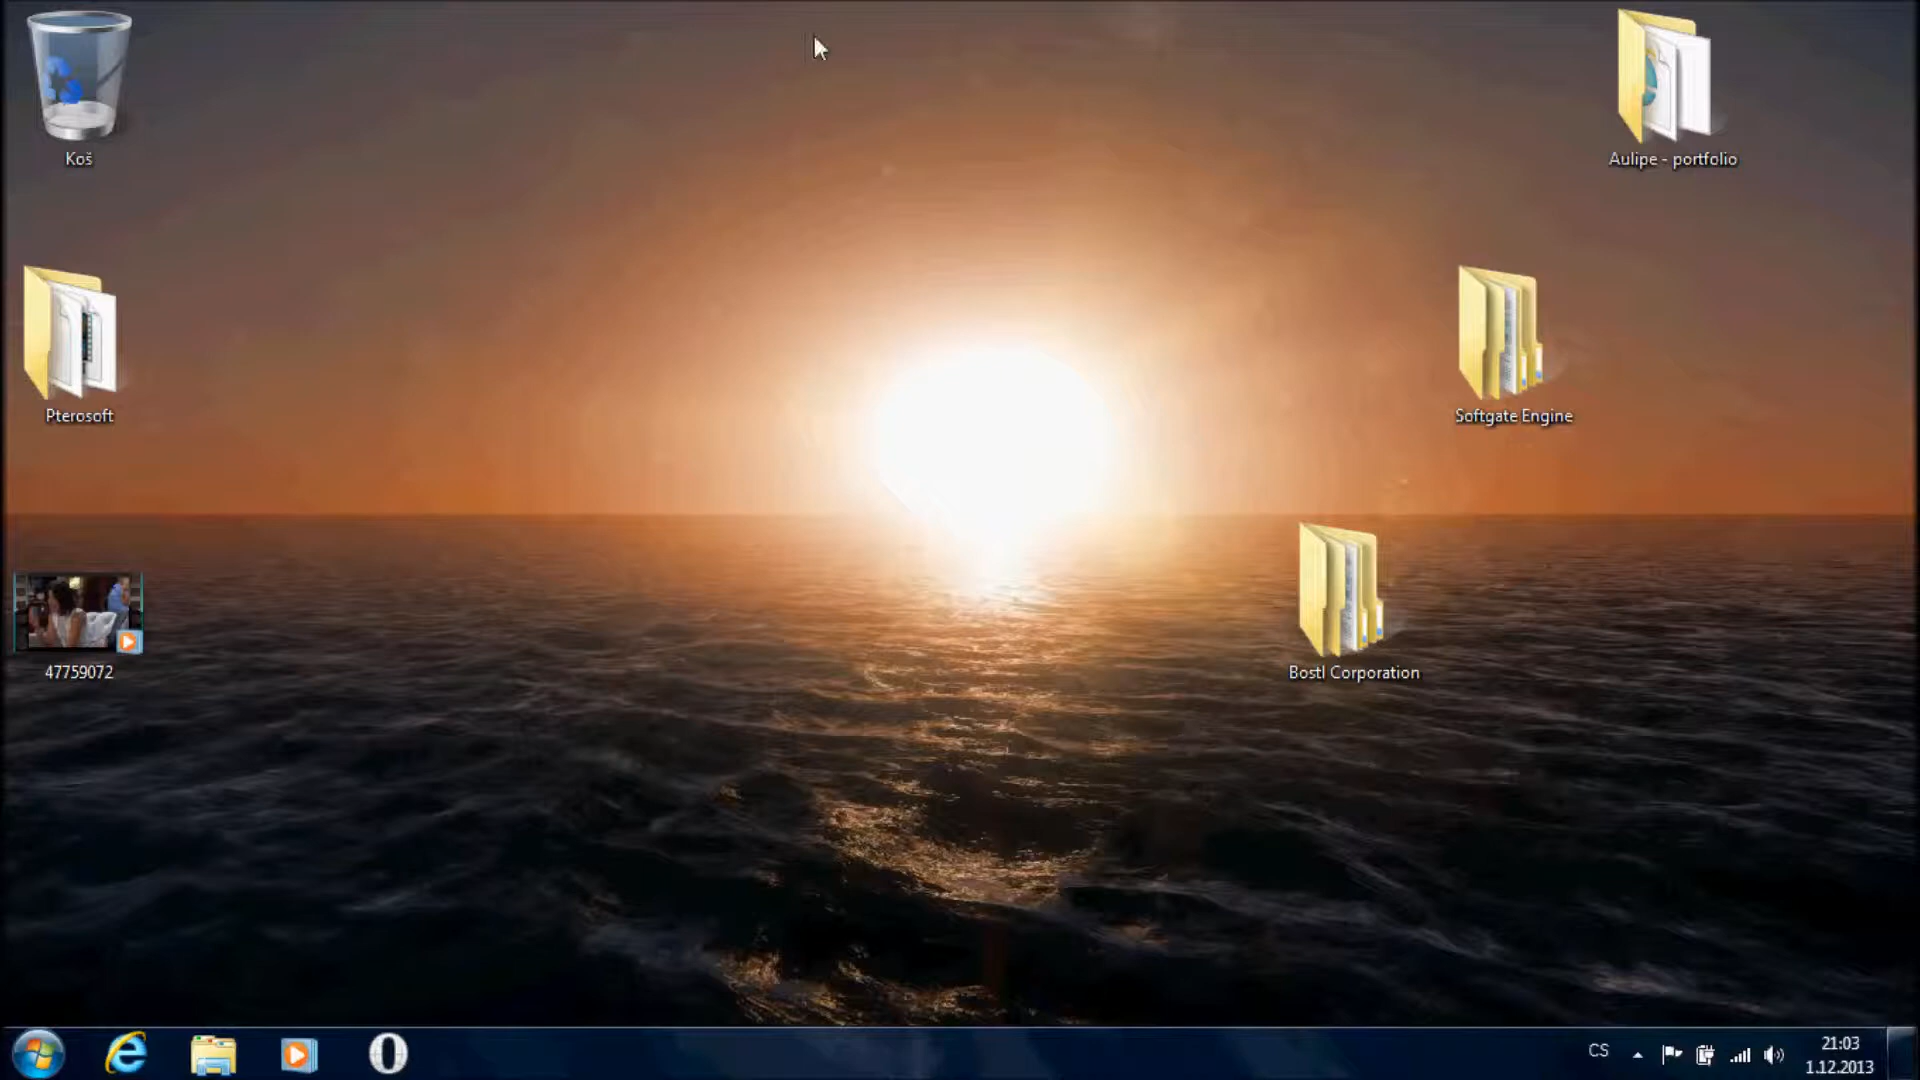 Koš
Aulipe - portfolio
Pterosoft
Softgate Engine
47759072
Bostl Corporation
CS
21:03
1.12.2013